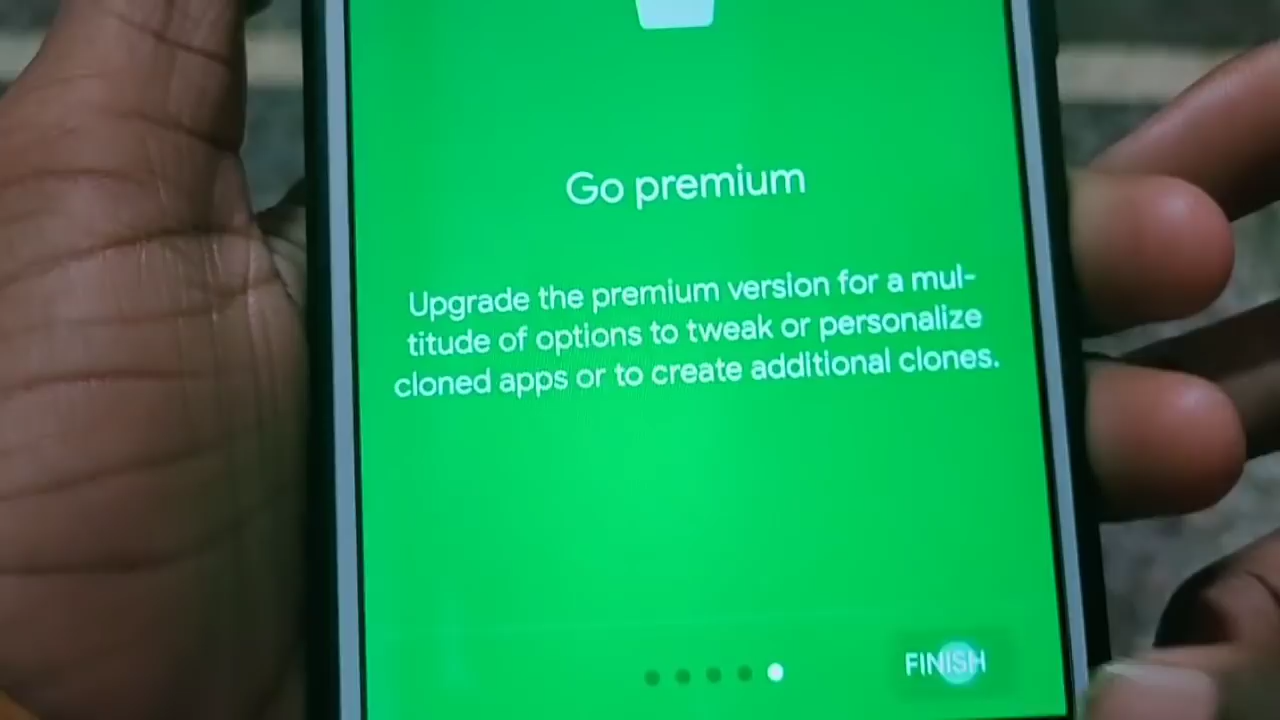 Go premium
Upgrade the premium version for a mul-
titude of options to tweak or personalize
cloned apps or to create additional clones.
FINISH